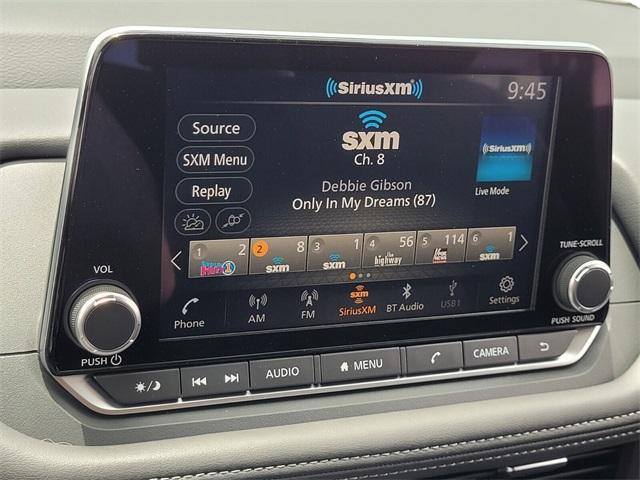 ((SiriusXM®))
9:45
Source
SXM Menu
Replay
sxm
Ch. 8
Debbie Gibson
Only In My Dreams (87)
((SiriusXM))
Live Mode
1 2
2 8
sxm
3 1
sxm
4 56
the highway
5 114
6 1
sxm
Phone
AM
FM
sxm
SiriusXM
BT Audio
USB1
Settings
VOL
PUSH
TUNE·SCROLL
PUSH SOUND
AUDIO
MENU
CAMERA